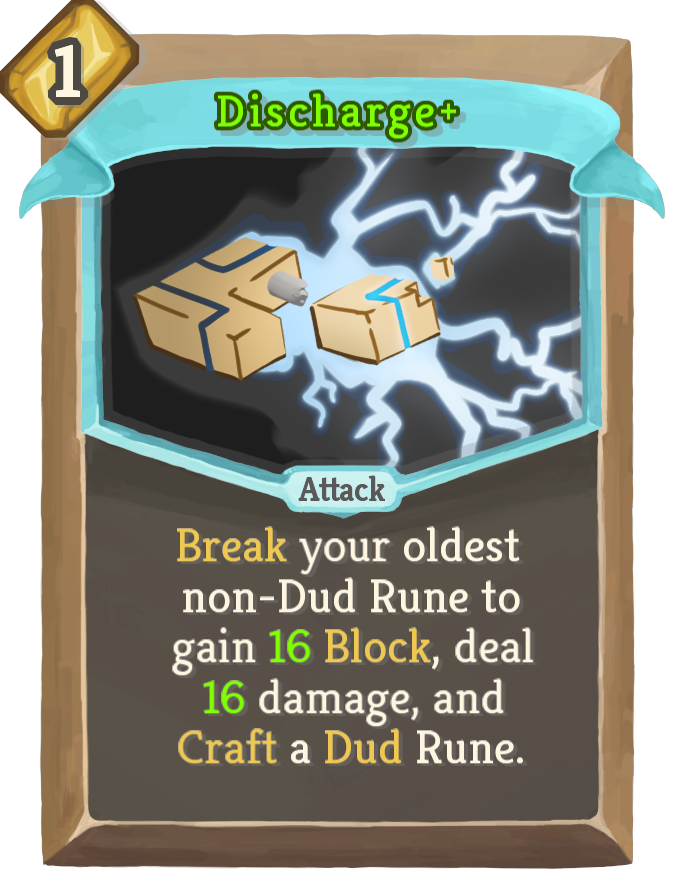 1
Discharge+
Attack
Break your oldest
non-Dud Rune to
gain 16 Block, deal
16 damage, and
Craft a Dud Rune.